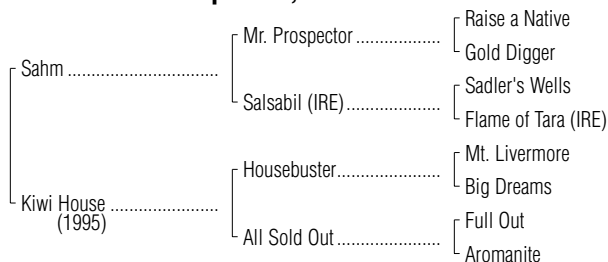 Raise a Native
Mr. Prospector
Gold Digger
Sahm
Sadler's Wells
Salsabil (IRE)
Flame of Tara (IRE)
Mt. Livermore
Housebuster
Big Dreams
Kiwi House
(1995)
Full Out
All Sold Out
Aromanite